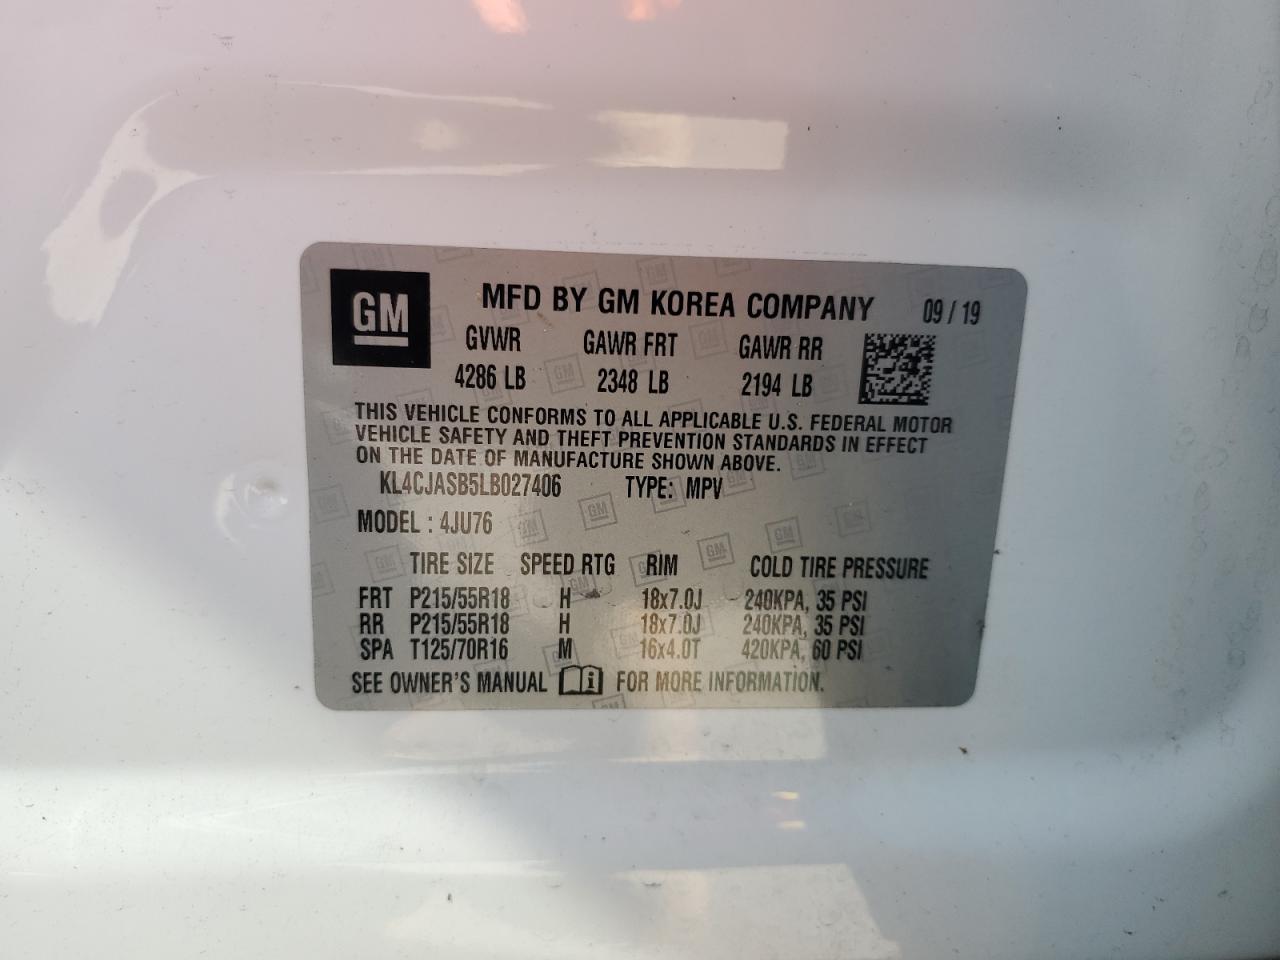 GM MFD BY GM KOREA COMPANY 09 / 19
GVWR GAWR FRT GAWR RR
4286 LB 2348 LB 2194 LB
THIS VEHICLE CONFORMS TO ALL APPLICABLE U.S. FEDERAL MOTOR
VEHICLE SAFETY AND THEFT PREVENTION STANDARDS IN EFFECT
ON THE DATE OF MANUFACTURE SHOWN ABOVE.
KL4CJASB5LB027406 TYPE: MPV
MODEL : 4JU76
TIRE SIZE SPEED RTG RIM COLD TIRE PRESSURE
FRT P215/55R18 H 18x7.0J 240KPA, 35 PSI
RR P215/55R18 H 18x7.0J 240KPA, 35 PSI
SPA T125/70R16 M 16x4.0T 420KPA, 60 PSI
SEE OWNER'S MANUAL i FOR MORE INFORMATION.